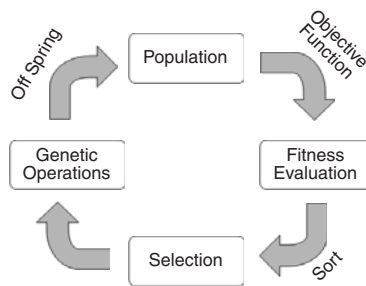 Population
Objective
Function
Fitness
Evaluation
Sort
Selection
Genetic
Operations
Off Spring